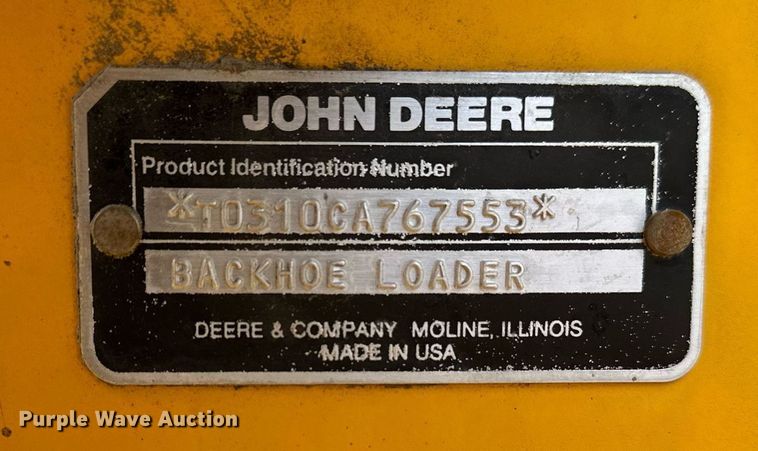 JOHN DEERE
Product Identification Number
*T0310CA767553*
BACKHOE LOADER
DEERE & COMPANY MOLINE, ILLINOIS
MADE IN USA
Purple Wave Auction